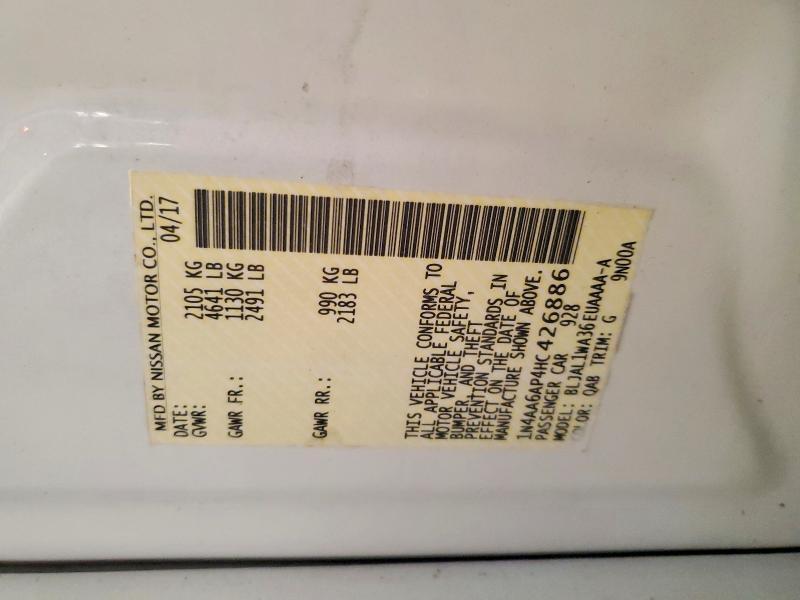 MFD BY NISSAN MOTOR CO., LTD.
DATE: 04/17
GVWR: 2105 KG
4641 LB
GAWR FR.: 1130 KG
2491 LB
GAWR RR.: 990 KG
2183 LB
THIS VEHICLE CONFORMS TO
ALL APPLICABLE FEDERAL
MOTOR VEHICLE SAFETY,
BUMPER, AND THEFT
PREVENTION STANDARDS IN
EFFECT ON THE DATE OF
MANUFACTURE SHOWN ABOVE.
1N4AA6AP4HC426886
PASSENGER CAR 928
MODEL: BLJALIWA36EUAAAA-A
COLOR: QAB TRIM: G 9N00A